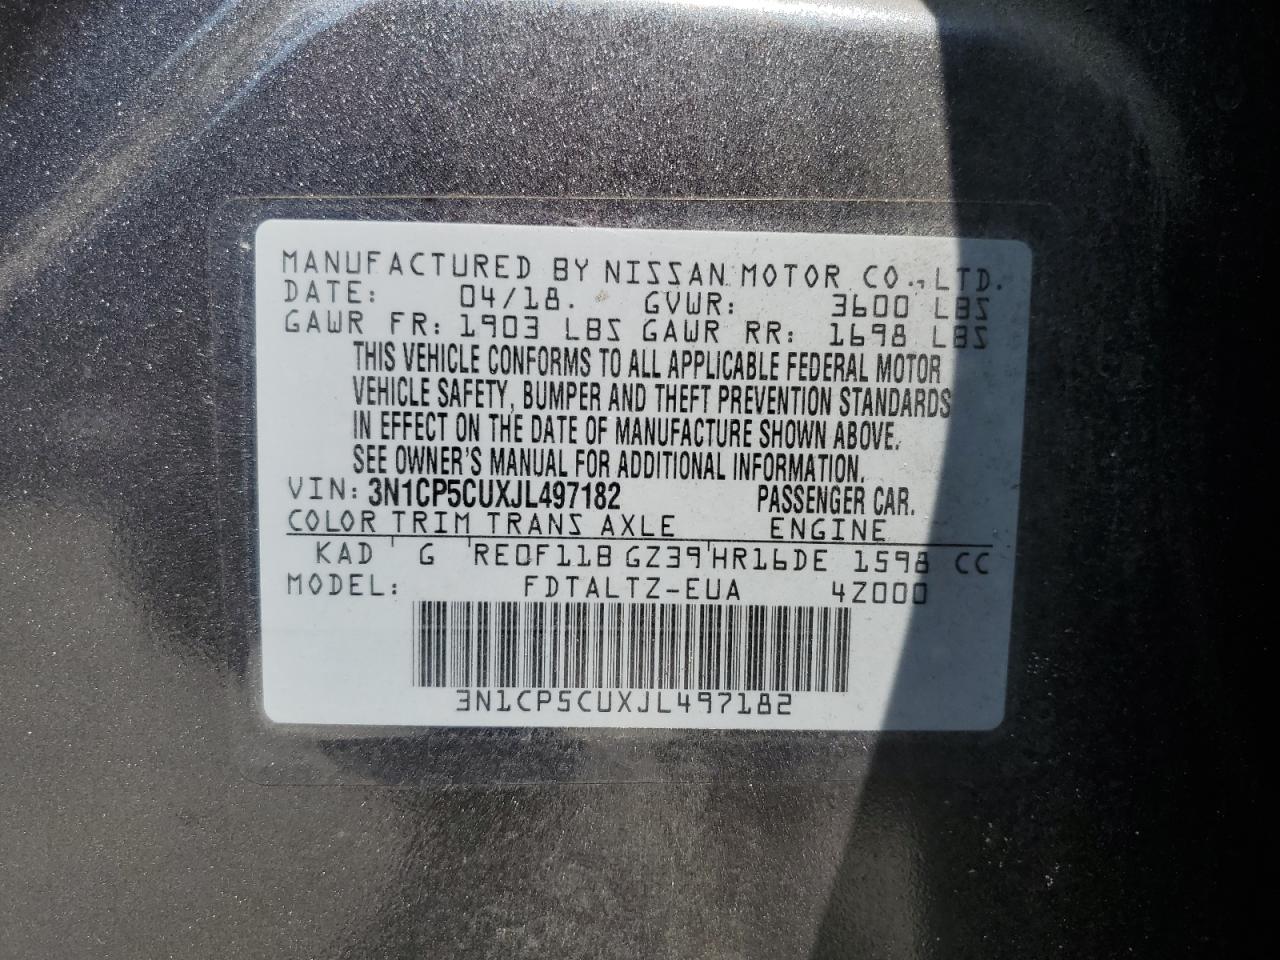 MANUFACTURED BY NISSAN MOTOR CO., LTD.
DATE: 04/18. GVWR: 3600 LBS
GAWR FR: 1903 LBS GAWR RR: 1698 LBS
THIS VEHICLE CONFORMS TO ALL APPLICABLE FEDERAL MOTOR
VEHICLE SAFETY, BUMPER AND THEFT PREVENTION STANDARDS
IN EFFECT ON THE DATE OF MANUFACTURE SHOWN ABOVE.
SEE OWNER'S MANUAL FOR ADDITIONAL INFORMATION.
VIN: 3N1CP5CUXJL497182 PASSENGER CAR.
COLOR TRIM TRANS AXLE ENGINE
KAD G RE0F11B GZ39 HR16DE 1598 CC
MODEL: FDTALTZ-EUA 4Z000
3N1CP5CUXJL497182